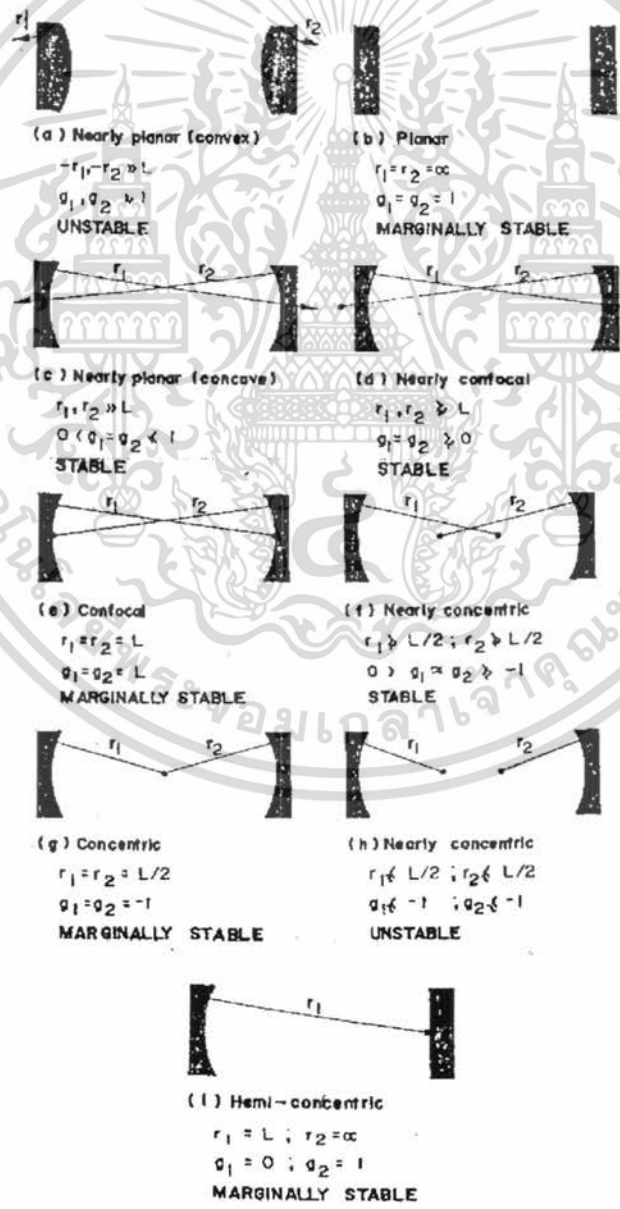 r1 r2
(a) Nearly planar (convex)
-r1,-r2 » L
g1, g2 ≩ 1
UNSTABLE
(b) Planar
r1 = r2 = ∝
g1 = g2 = 1
MARGINALLY STABLE
r1 r2
(c) Nearly planar (concave)
r1, r2 » L
0 < g1 = g2 ≨ 1
STABLE
r1 r2
(d) Nearly confocal
r1, r2 ≩ L
g1 = g2 ≩ 0
STABLE
r1 r2
(e) Confocal
r1 = r2 = L
g1 = g2 = L
MARGINALLY STABLE
r1 r2
(f) Nearly concentric
r1 ≩ L/2 ; r2 ≩ L/2
0 > g1 ≃ g2 ≩ -1
STABLE
r1 r2
(g) Concentric
r1 = r2 = L/2
g1 = g2 = -1
MARGINALLY STABLE
r1 r2
(h) Nearly concentric
r1 ≨ L/2 ; r2 ≨ L/2
g1 ≨ -1 ; g2 ≨ -1
UNSTABLE
r1
(i) Hemi-concentric
r1 = L ; r2 = ∝
g1 = 0 ; g2 = 1
MARGINALLY STABLE